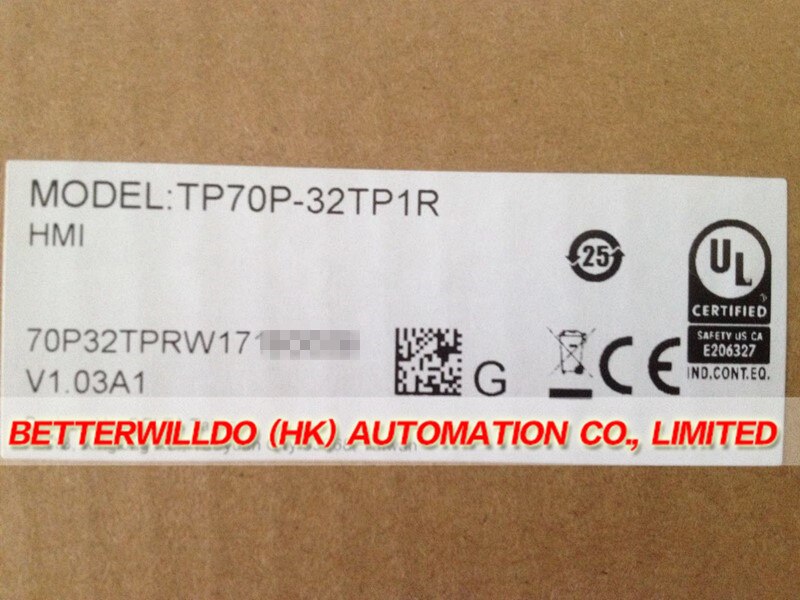 MODEL:TP70P-32TP1R
HMI
25
UL
CERTIFIED
SAFETY US CA
E206327
IND.CONT.EQ.
70P32TPRW171
V1.03A1
G
CE
BETTERWILLDO (HK) AUTOMATION CO., LIMITED